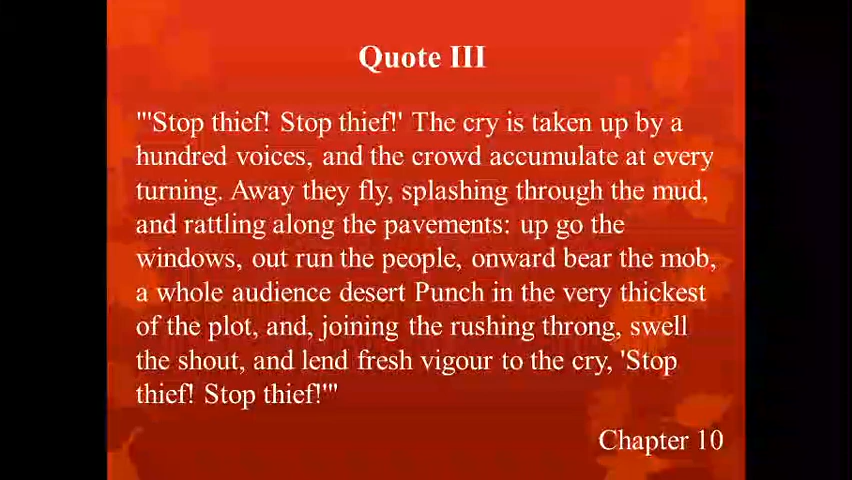 Quote III
"'Stop thief! Stop thief!' The cry is taken up by a
hundred voices, and the crowd accumulate at every
turning. Away they fly, splashing through the mud,
and rattling along the pavements: up go the
windows, out run the people, onward bear the mob,
a whole audience desert Punch in the very thickest
of the plot, and, joining the rushing throng, swell
the shout, and lend fresh vigour to the cry, 'Stop
thief! Stop thief!'"
Chapter 10